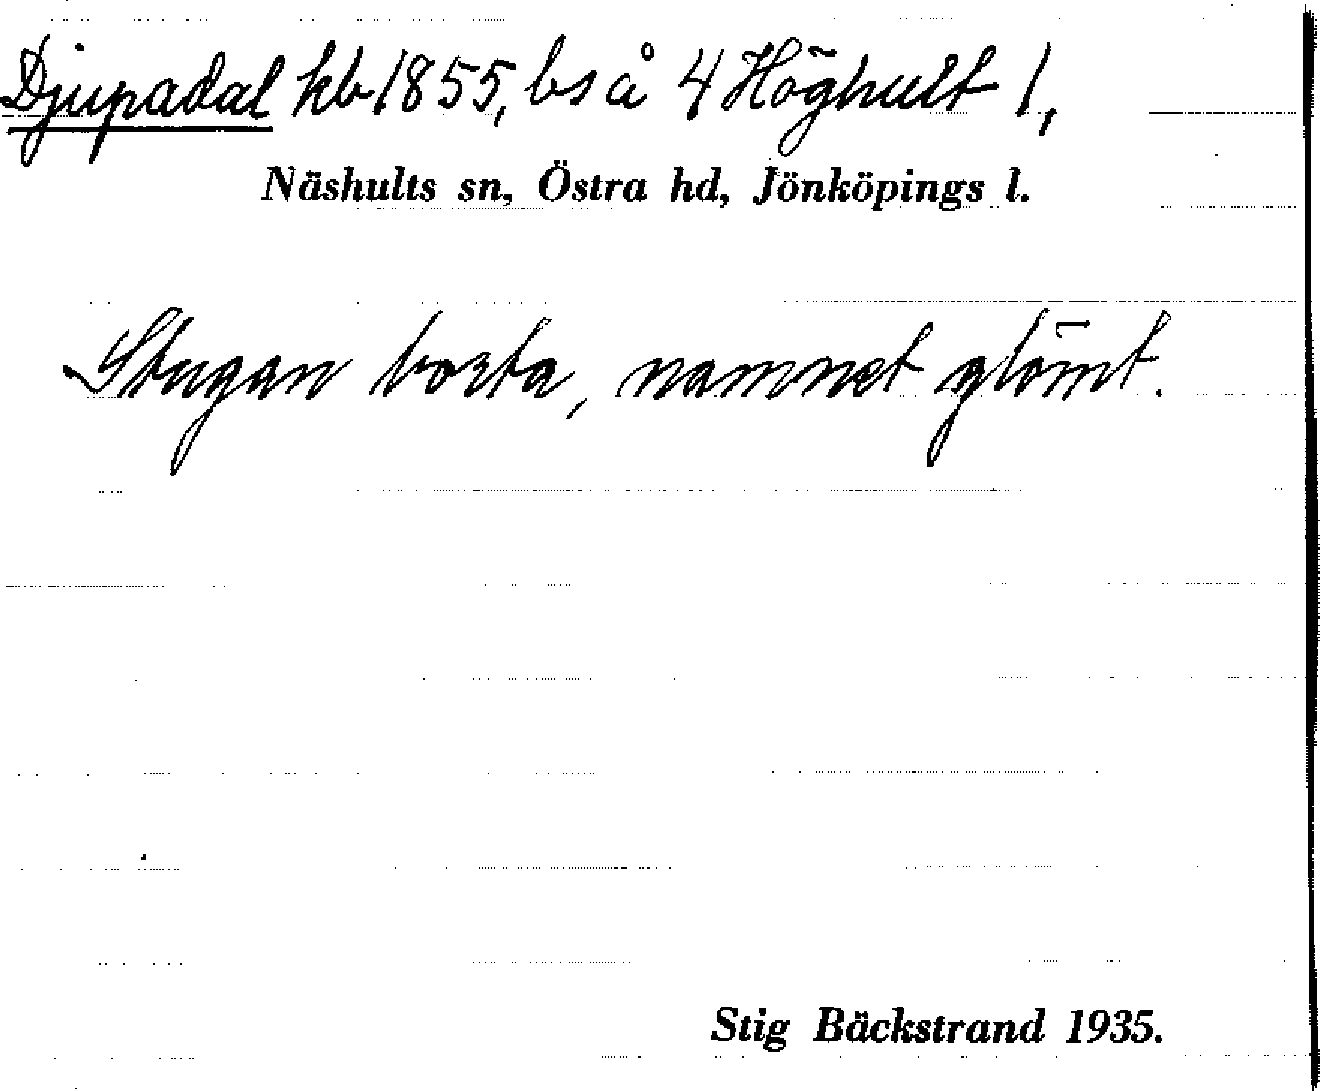 Djupadal kb 1855, bs å 4 Höghult 1,
Näshults sn, Östra hd, Jönköpings l.
Stugan borta, namnet glömt.
Stig Bäckstrand 1935.